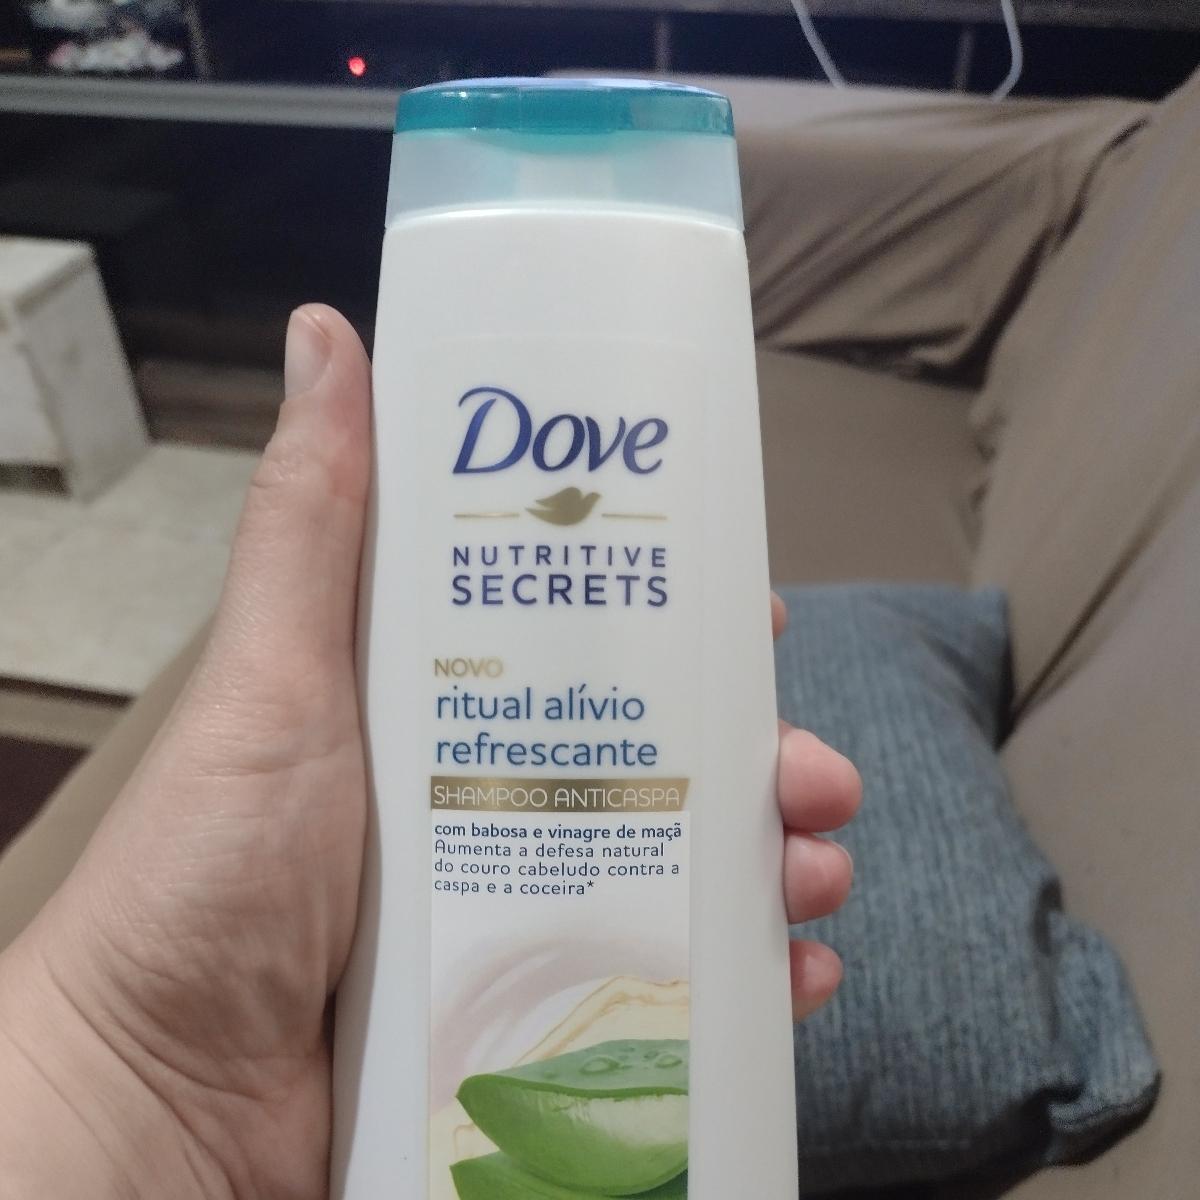 Dove
NUTRITIVE
SECRETS
NOVO
ritual alívio
refrescante
SHAMPOO ANTICASPA
com babosa e vinagre de maçã
Aumenta a defesa natural
do couro cabeludo contra a
caspa e a coceira*